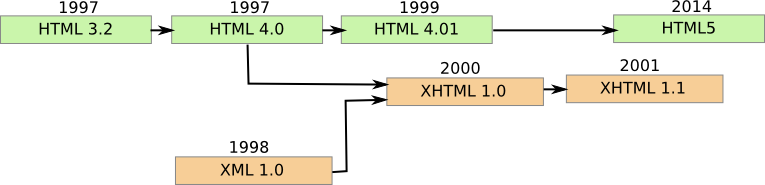 1997
HTML 3.2
1997
HTML 4.0
1999
HTML 4.01
2014
HTML5
2000
XHTML 1.0
2001
XHTML 1.1
1998
XML 1.0